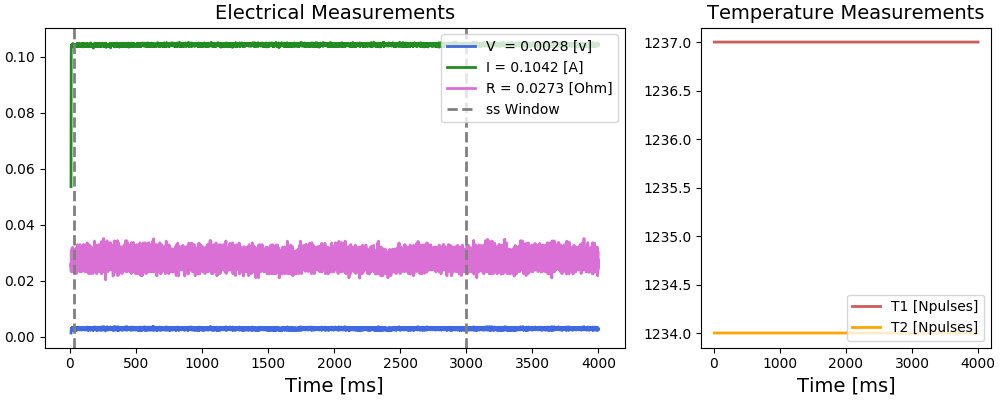 Electrical Measurements
0.10
0.08
0.06
0.04
0.02
0.00
V = 0.0028 [v]
I = 0.1042 [A]
R = 0.0273 [Ohm]
ss Window
0 500 1000 1500 2000 2500 3000 3500 4000
Time [ms]
Temperature Measurements
1237.0
1236.5
1236.0
1235.5
1235.0
1234.5
1234.0
T1 [Npulses]
T2 [Npulses]
0 1000 2000 3000 4000
Time [ms]